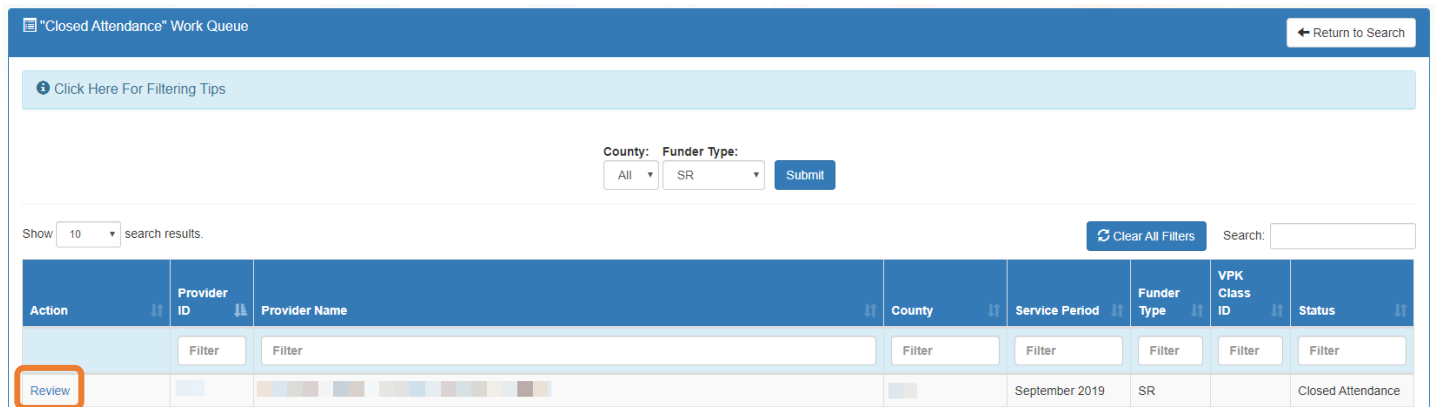 "Closed Attendance" Work Queue
Return to Search
Click Here For Filtering Tips
County: Funder Type:
All SR Submit
Show 10 search results. Clear All Filters Search:
Action Provider ID Provider Name County Service Period Funder Type VPK Class ID Status
Filter Filter Filter Filter Filter Filter Filter
Review September 2019 SR Closed Attendance